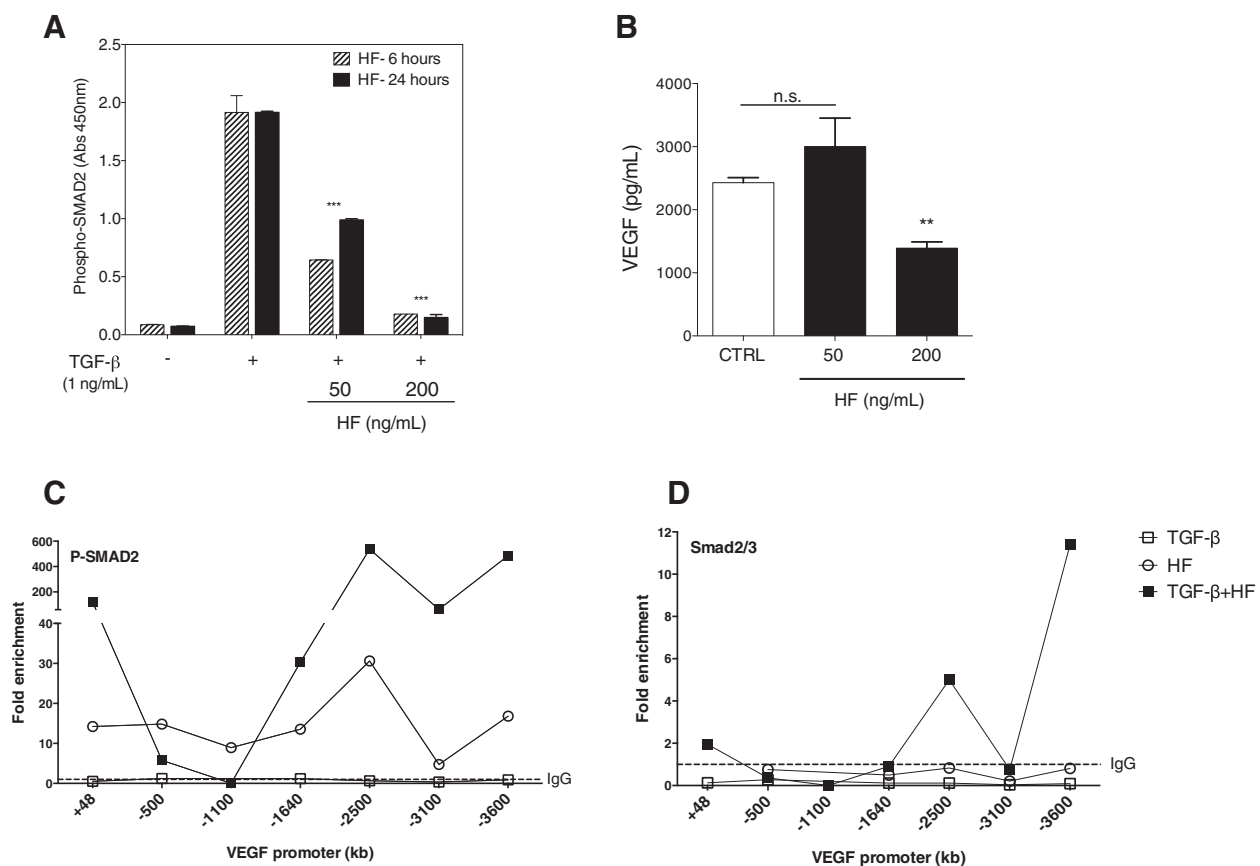 A
2.5
2.0
1.5
1.0
0.5
0.0
Phospho-SMAD2 (Abs 450nm)
HF- 6 hours
HF- 24 hours
***
***
TGF-β - + + +
(1 ng/mL) 50 200
HF (ng/mL)
B
4000
3000
2000
1000
0
VEGF (pg/mL)
n.s.
**
CTRL 50 200
HF (ng/mL)
C
P-SMAD2
600
400
200
40
30
20
10
0
Fold enrichment
IgG
+48 -500 -1100 -1640 -2500 -3100 -3600
VEGF promoter (kb)
D
Smad2/3
12
10
8
6
4
2
0
Fold enrichment
IgG
+48 -500 -1100 -1640 -2500 -3100 -3600
VEGF promoter (kb)
TGF-β
HF
TGF-β+HF